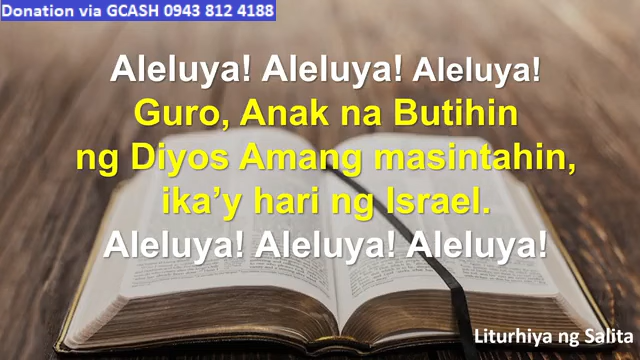 Donation via GCASH 0943 812 4188
Aleluya! Aleluya! Aleluya!
Guro, Anak na Butihin
ng Diyos Amang masintahin,
ika’y hari ng Israel.
Aleluya! Aleluya! Aleluya!
Liturhiya ng Salita